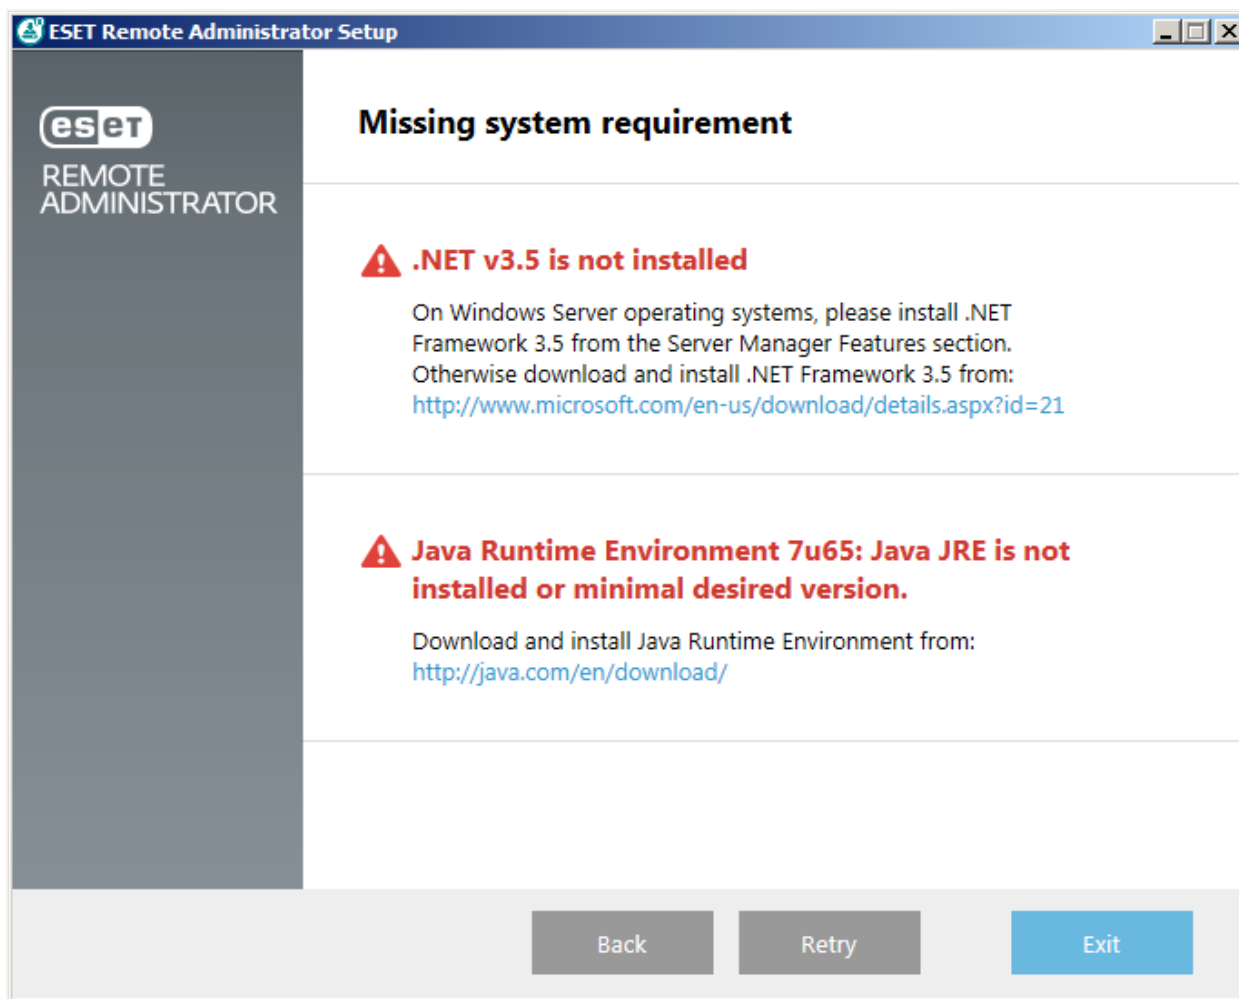 ESET Remote Administrator Setup
eset
REMOTE
ADMINISTRATOR
Missing system requirement
.NET v3.5 is not installed
On Windows Server operating systems, please install .NET
Framework 3.5 from the Server Manager Features section.
Otherwise download and install .NET Framework 3.5 from:
http://www.microsoft.com/en-us/download/details.aspx?id=21
Java Runtime Environment 7u65: Java JRE is not
installed or minimal desired version.
Download and install Java Runtime Environment from:
http://java.com/en/download/
Back
Retry
Exit